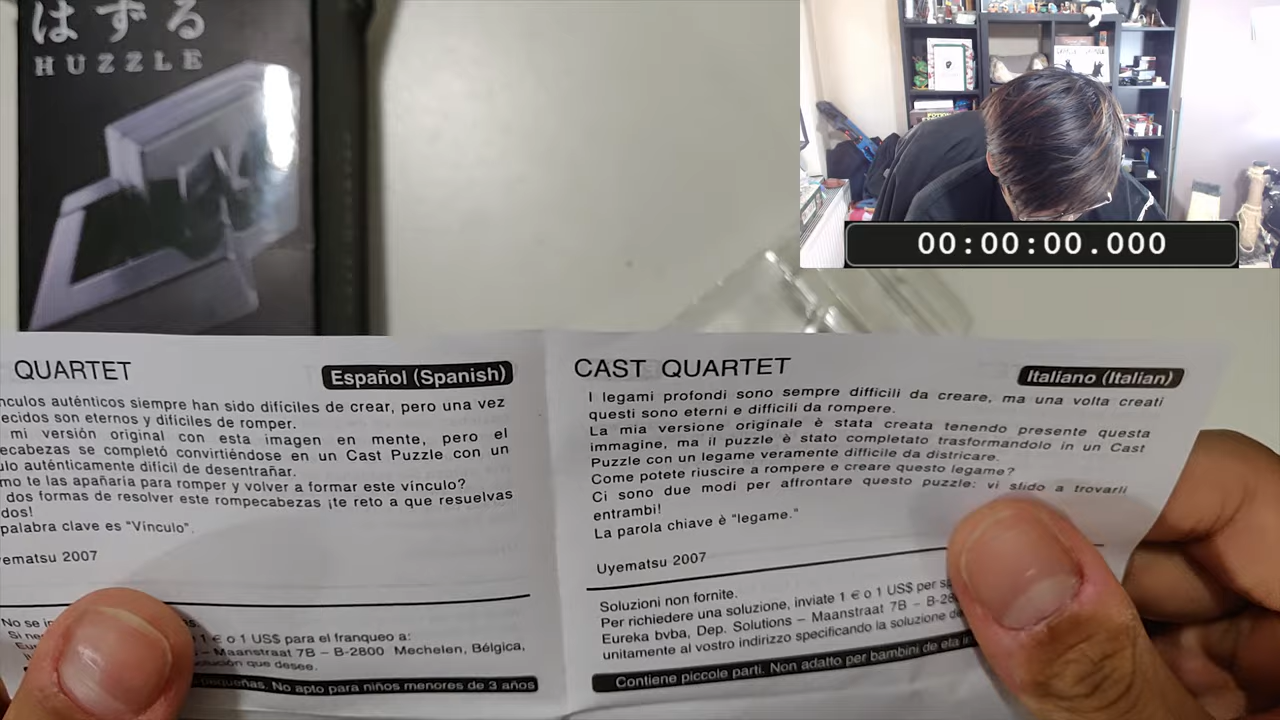 はずる
HUZZLE
00:00:00.000
QUARTET
Español (Spanish)
nculos auténticos siempre han sido difíciles de crear, pero una vez
ecidos son eternos y difíciles de romper.
mi versión original con esta imagen en mente, pero el
ecabezas se completó convirtiéndose en un Cast Puzzle con un
ulo auténticamente difícil de desentrañar.
mo te las apañaría para romper y volver a formar este vínculo?
dos formas de resolver este rompecabezas ¡te reto a que resuelvas
dos!
palabra clave es "Vínculo".
yematsu 2007
No se in
Si nec
1 € o 1 US$ para el franqueo a:
Maanstraat 7B – B-2800 Mechelen, Bélgica,
olución que desee.
pequeñas. No apto para niños menores de 3 años
CAST QUARTET
Italiano (Italian)
I legami profondi sono sempre difficili da creare, ma una volta creati
questi sono eterni e difficili da rompere.
La mia versione originale è stata creata tenendo presente questa
immagine, ma il puzzle è stato completato trasformandolo in un Cast
Puzzle con un legame veramente difficile da districare.
Come potete riuscire a rompere e creare questo legame?
Ci sono due modi per affrontare questo puzzle: vi sfido a trovarli
entrambi!
La parola chiave è "legame."
Uyematsu 2007
Soluzioni non fornite.
Per richiedere una soluzione, inviate 1 € o 1 US$ per s
Eureka bvba, Dep. Solutions – Maanstraat 7B – B-28
unitamente al vostro indirizzo specificando la soluzione d
Contiene piccole parti. Non adatto per bambini de eta in